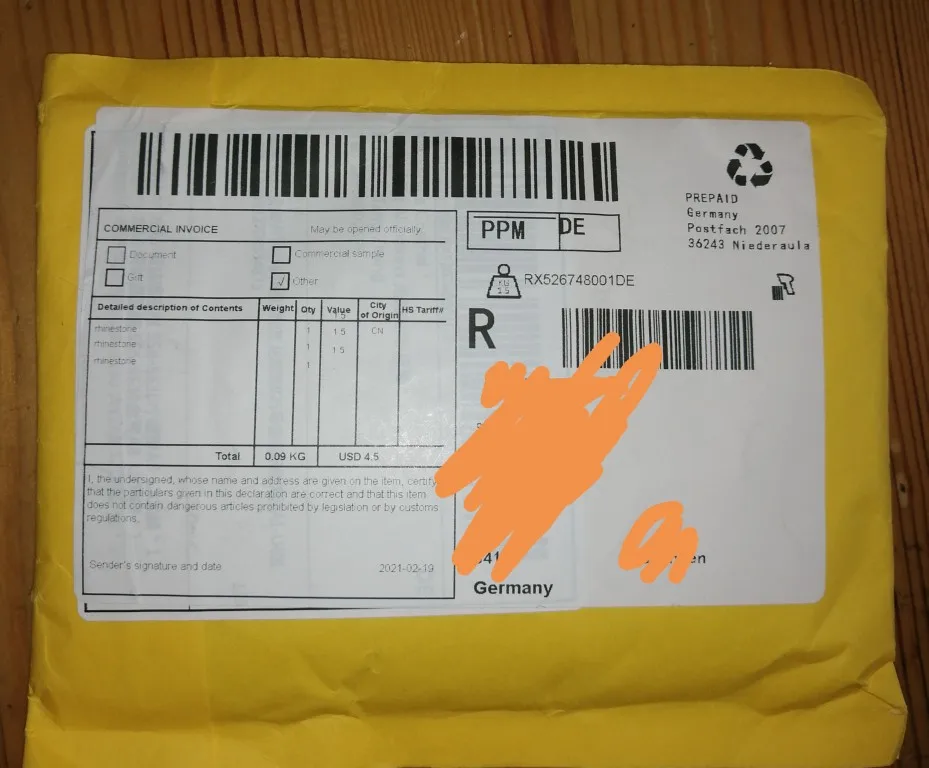 PREPAID
Germany
Postfach 2007
36243 Niederaula
COMMERCIAL INVOICE May be opened officially.
Document Commercial sample
Gift √ Other
PPM DE
KG
1.5
RX526748001DE
R
Detailed description of Contents Weight Qty Value City of Origin HS Tariff#
1.5
rhinestone 1 1.5 CN
rhinestone 1 1.5
rhinestone 1
Total 0.09 KG USD 4.5
I, the undersigned, whose name and address are given on the item, certify
that the particulars given in this declaration are correct and that this item
does not contain dangerous articles prohibited by legislation or by customs
regulations.
Sender's signature and date 2021-02-19
Germany